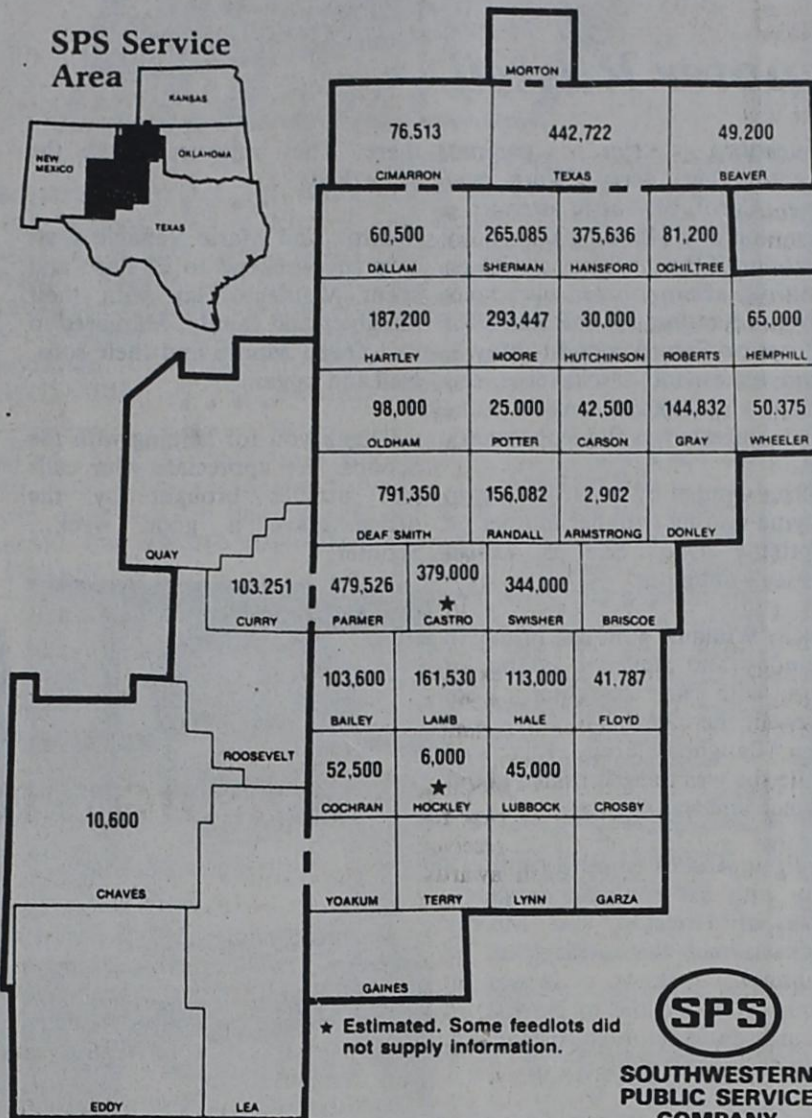 SPS Service
Area
KANSAS
NEW
MEXICO
OKLAHOMA
TEXAS
MORTON
76.513 442,722 49.200
CIMARRON TEXAS BEAVER
60,500 265.085 375,636 81,200
DALLAM SHERMAN HANSFORD OCHILTREE
187,200 293,447 30,000 65,000
HARTLEY MOORE HUTCHINSON ROBERTS HEMPHILL
98,000 25.000 42,500 144,832 50.375
OLDHAM POTTER CARSON GRAY WHEELER
791,350 156,082 2,902
DEAF SMITH RANDALL ARMSTRONG DONLEY
QUAY
103.251 479,526 379,000 344,000
★
CURRY PARMER CASTRO SWISHER BRISCOE
103,600 161,530 113,000 41.787
BAILEY LAMB HALE FLOYD
ROOSEVELT
52,500 6,000 45,000
★
COCHRAN HOCKLEY LUBBOCK CROSBY
10,600
CHAVES
YOAKUM TERRY LYNN GARZA
GAINES
★ Estimated. Some feedlots did
not supply information.
EDDY LEA
SPS
SOUTHWESTERN
PUBLIC SERVICE
COMPANY